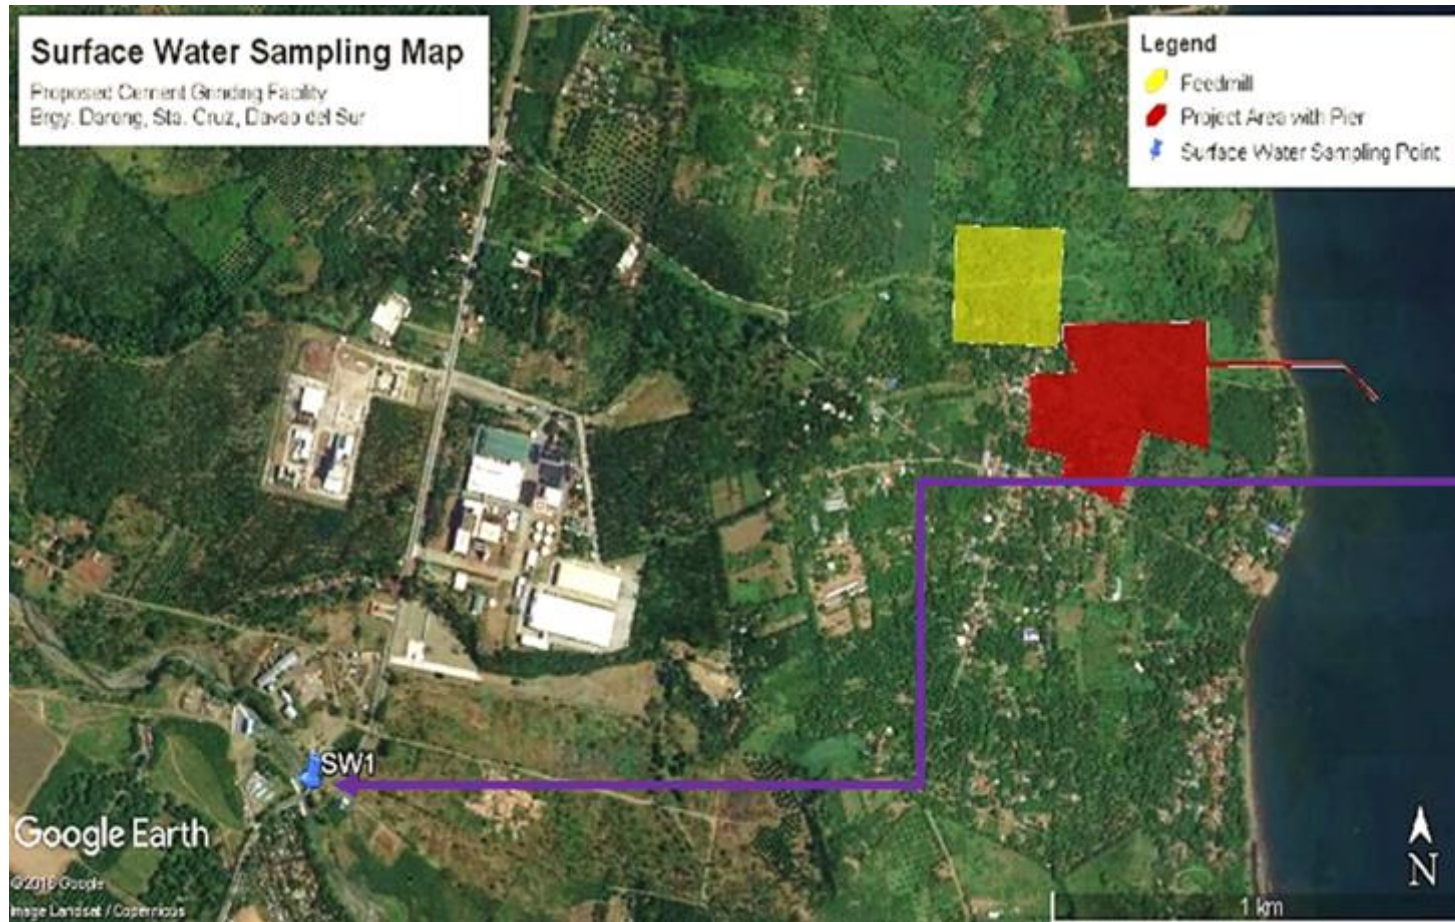 Surface Water Sampling Map
Proposed Cement Grinding Facility
Brgy. Darong, Sta. Cruz, Davao del Sur
Legend
Feedmill
Project Area with Pier
Surface Water Sampling Point
SW1
Google Earth
©2018 Google
Image Landsat / Copernicus
1 km
N